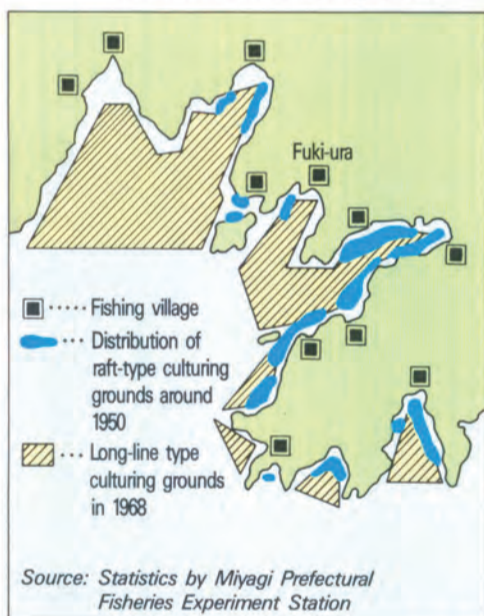 Fuki-ura
····· Fishing village
··· Distribution of
raft-type culturing
grounds around
1950
··· Long-line type
culturing grounds
in 1968
Source: Statistics by Miyagi Prefectural
Fisheries Experiment Station